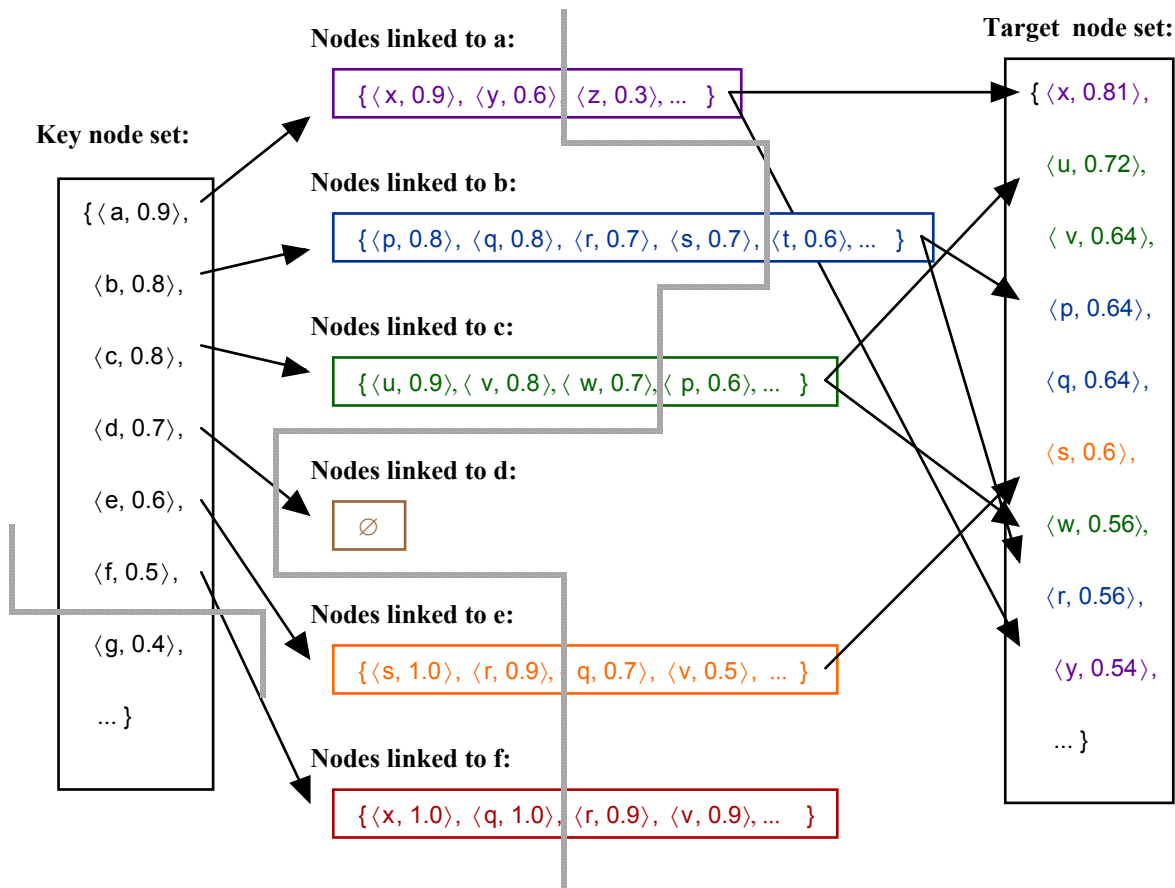 Key node set:
{⟨a, 0.9⟩,
⟨b, 0.8⟩,
⟨c, 0.8⟩,
⟨d, 0.7⟩,
⟨e, 0.6⟩,
⟨f, 0.5⟩,
⟨g, 0.4⟩,
... }
Nodes linked to a:
{⟨x, 0.9⟩, ⟨y, 0.6⟩ ⟨z, 0.3⟩, ... }
Nodes linked to b:
{⟨p, 0.8⟩, ⟨q, 0.8⟩, ⟨r, 0.7⟩, ⟨s, 0.7⟩, ⟨t, 0.6⟩, ... }
Nodes linked to c:
{⟨u, 0.9⟩, ⟨ v, 0.8⟩, ⟨ w, 0.7⟩, ⟨ p, 0.6⟩, ... }
Nodes linked to d:
∅
Nodes linked to e:
{⟨s, 1.0⟩, ⟨r, 0.9⟩, ⟨ q, 0.7⟩, ⟨v, 0.5⟩, ... }
Nodes linked to f:
{⟨x, 1.0⟩, ⟨q, 1.0⟩, ⟨r, 0.9⟩, ⟨v, 0.9⟩, ... }
Target node set:
{ ⟨x, 0.81⟩,
⟨u, 0.72⟩,
⟨ v, 0.64⟩,
⟨p, 0.64⟩,
⟨q, 0.64⟩,
⟨s, 0.6⟩,
⟨w, 0.56⟩,
⟨r, 0.56⟩,
⟨y, 0.54⟩,
... }